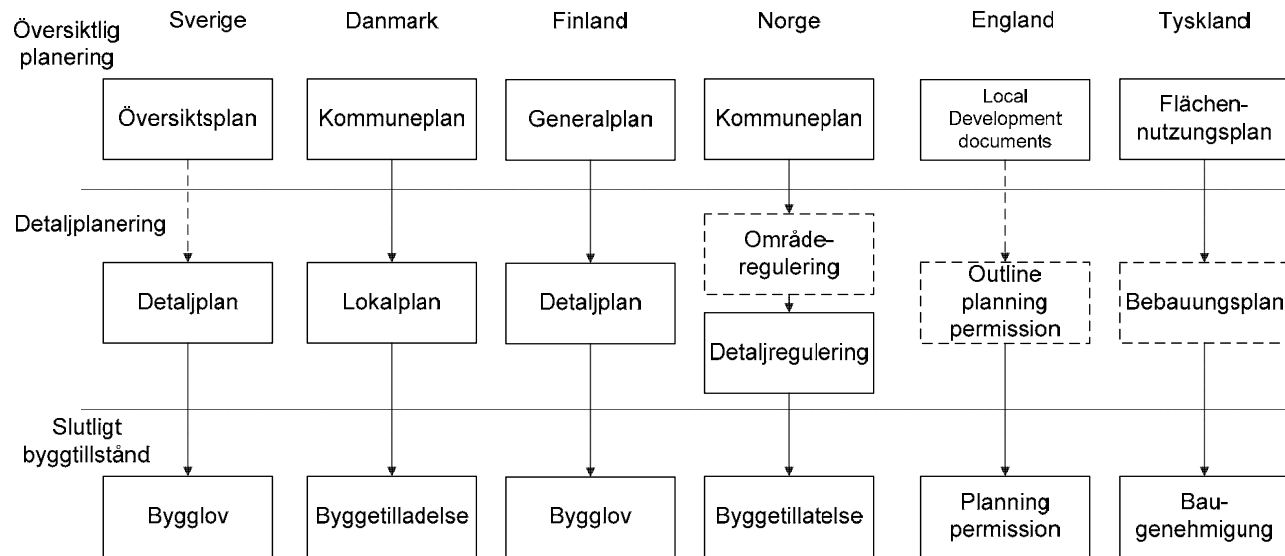 Översiktlig
planering
Sverige
Danmark
Finland
Norge
England
Tyskland
Översiktsplan
Kommuneplan
Generalplan
Kommuneplan
Local
Development
documents
Flächen-
nutzungsplan
Detaljplanering
Detaljplan
Lokalplan
Detaljplan
Område-
regulering
Detaljregulering
Outline
planning
permission
Bebauungsplan
Slutligt
byggtillstånd
Bygglov
Byggetilladelse
Bygglov
Byggetillatelse
Planning
permission
Bau-
genehmigung